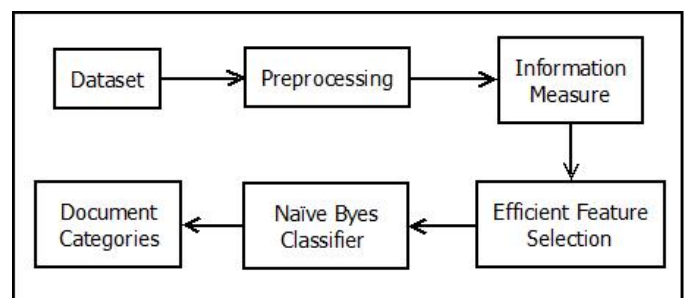 Dataset
Preprocessing
Information
Measure
Efficient Feature
Selection
Naïve Byes
Classifier
Document
Categories